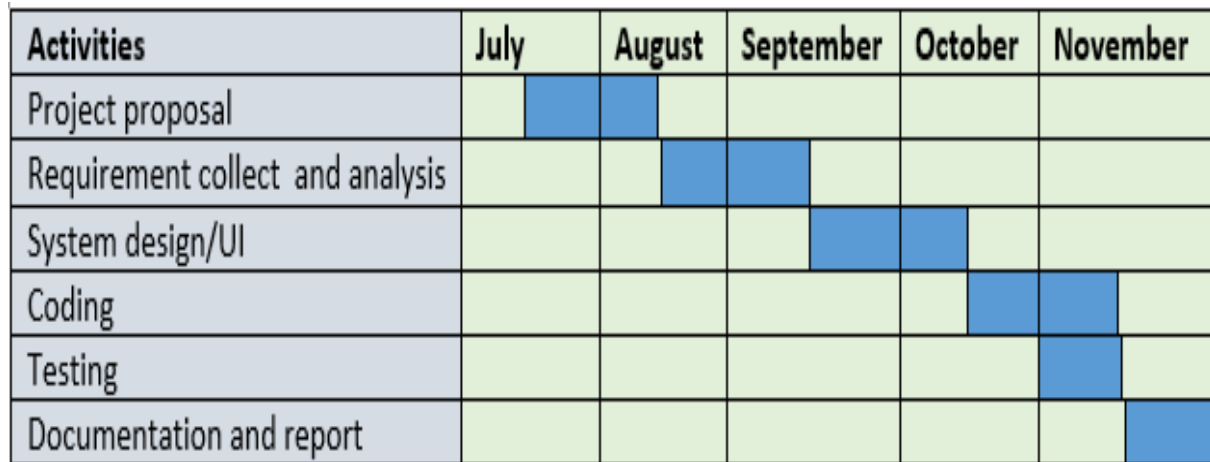 Activities July August September October November
Project proposal
Requirement collect and analysis
System design/UI
Coding
Testing
Documentation and report